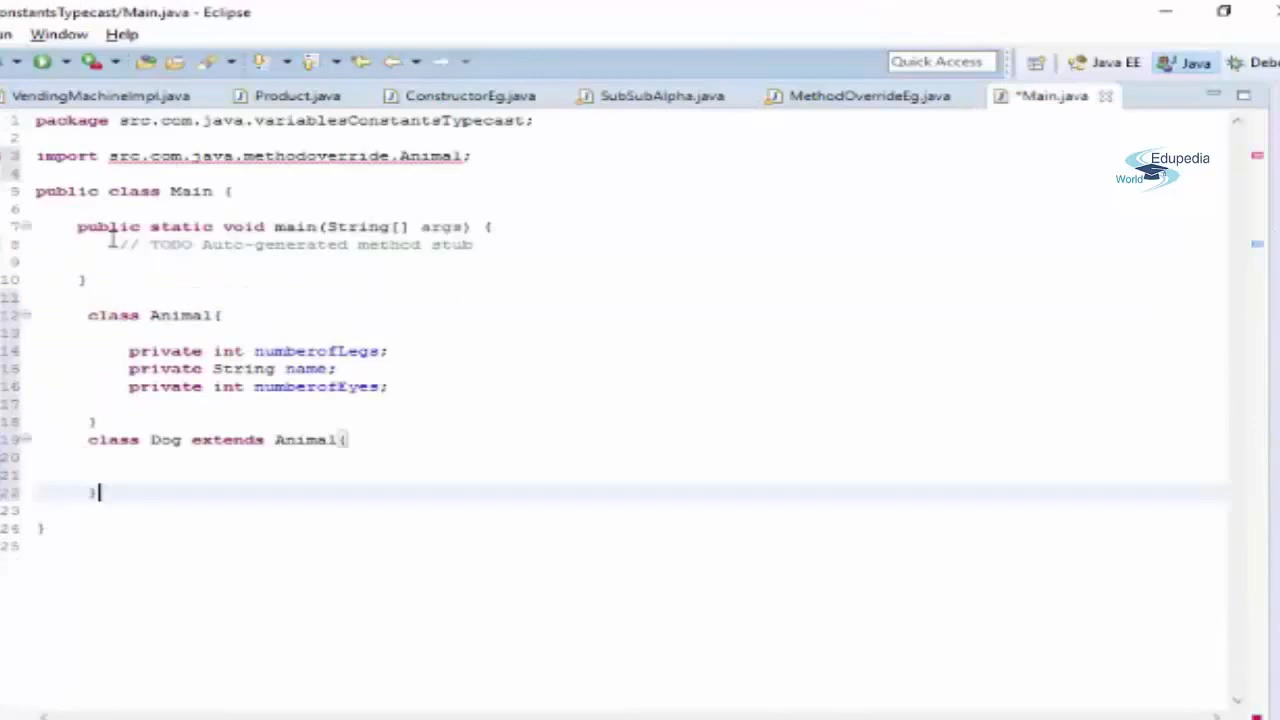 onstantsTypecast/Main.java - Eclipse
un Window Help
Quick Access Java EE Java Deb
VendingMachineImpl.java Product.java ConstructorEg.java SubSubAlpha.java MethodOverrideEg.java *Main.java
1 package src.com.java.variablesConstantsTypecast;
2
3 import src.com.java.methodoverride.Animal;
4
5 public class Main {
6
7 public static void main(String[] args) {
8 // TODO Auto-generated method stub
9
10 }
11
12 class Animal{
13
14 private int numberofLegs;
15 private String name;
16 private int numberofEyes;
17
18 }
19 class Dog extends Animal{
20
21
22 }
23
24 }
25
Edupedia
World